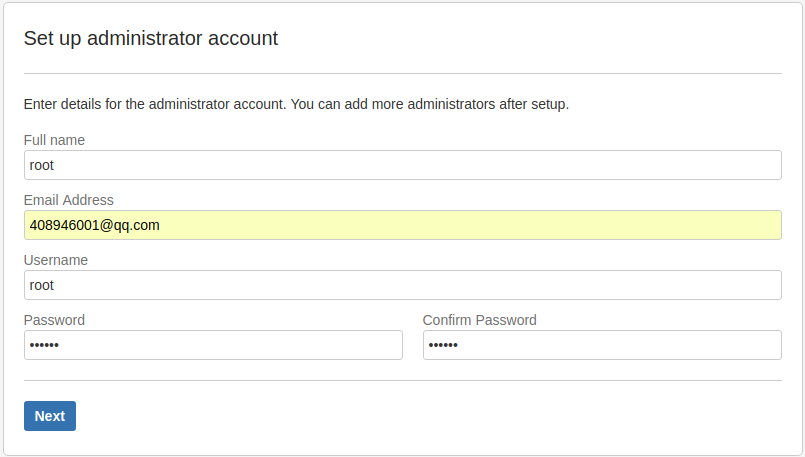 Set up administrator account
Enter details for the administrator account. You can add more administrators after setup.
Full name
root
Email Address
408946001@qq.com
Username
root
Password Confirm Password
•••••• ••••••
Next